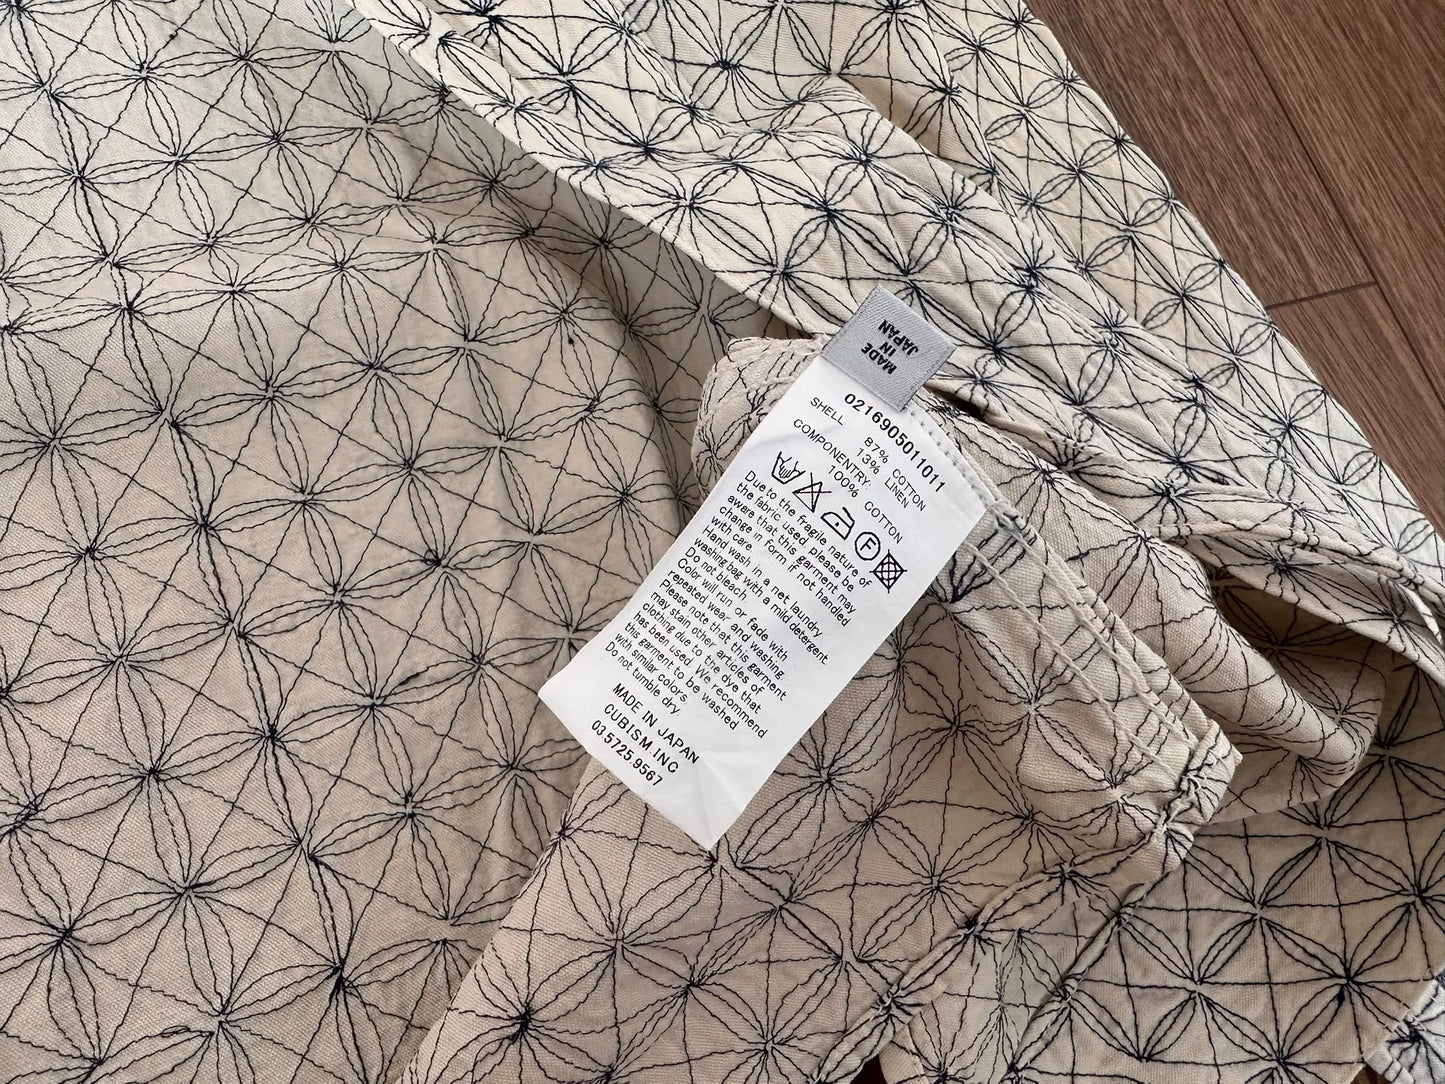 MADE
IN
JAPAN
0216905011011
SHELL 87% COTTON
13% LINEN
COMPONENTRY:
100% COTTON
F
Due to the fragile nature of
the fabric used, please be
aware that this garment may
change in form if not handled
with care.
Hand wash in a net laundry
washing bag with a mild detergent
Do not bleach.
Color will run or fade with
repeated wear and washing.
Please note that this garment
may stain other articles of
clothing due to the dye that
has been used / We recommend
this garment to be washed
with similar colors.
Do not tumble dry.
MADE IN JAPAN
CUBISM.INC
03.5725.9567